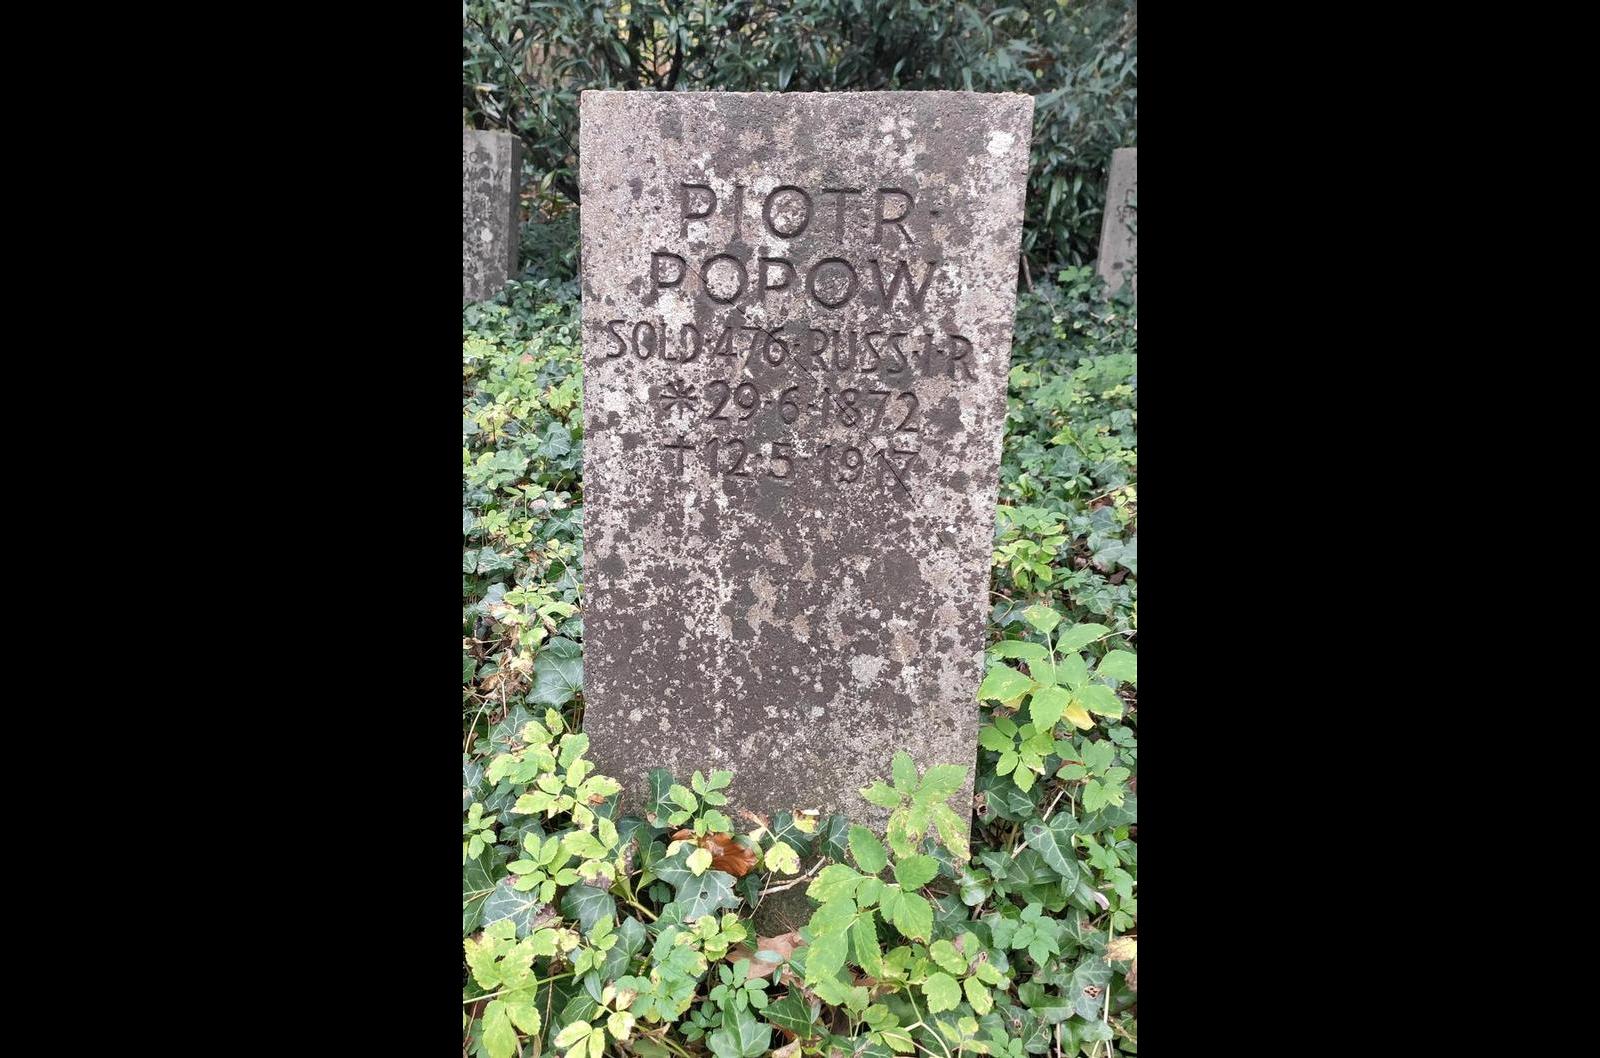 PIOTR
POPOW
SOLD·476·RUSS·I·R
* 29·6·1872
† 12·5·1917